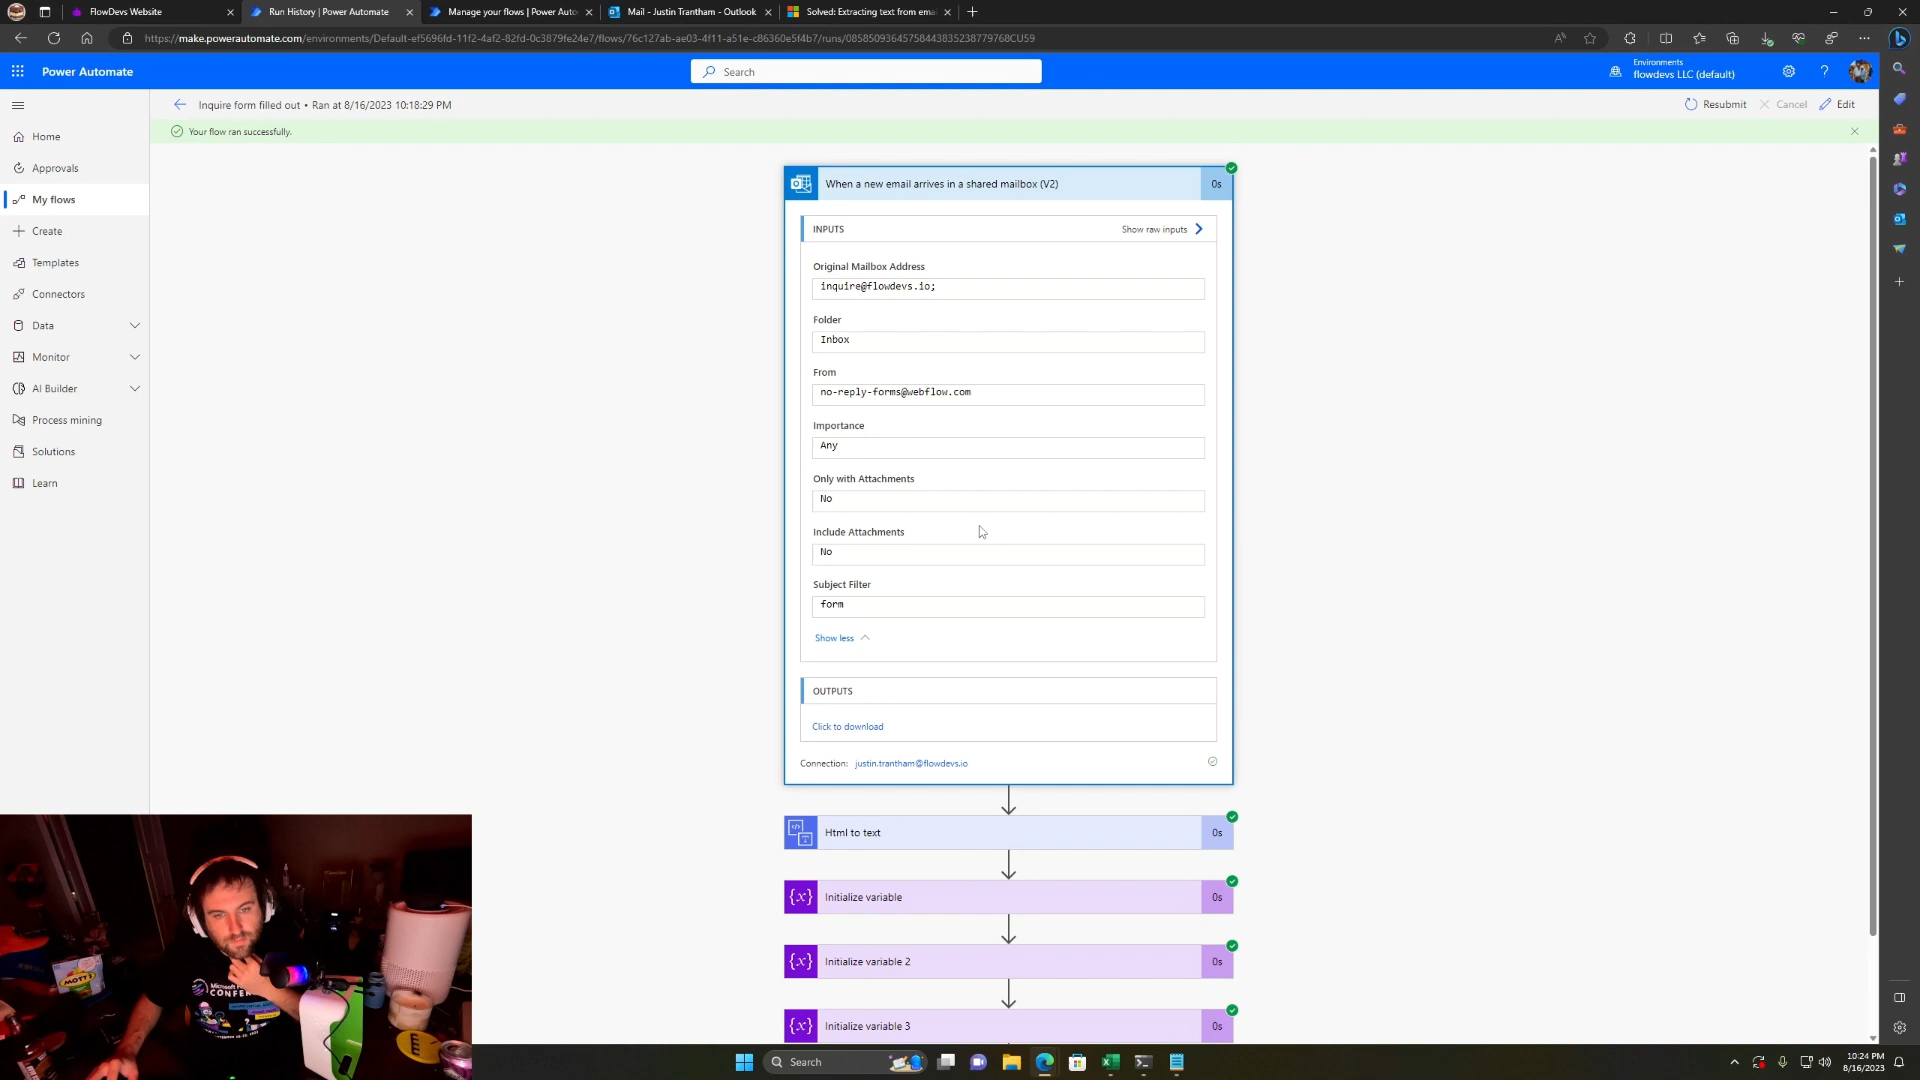 FlowDevs Website
Run History | Power Automate
Manage your flows | Power Auto
Mail - Justin Trantham - Outlook
Solved: Extracting text from ema
https://make.powerautomate.com/environments/Default-ef5696fd-11f2-4af2-82fd-0c3879fe24e7/flows/76c127ab-ae03-4f11-a51e-c86360e5f4b7/runs/08585093645758443835238779768CU59
Power Automate
Search
Environments
flowdevs LLC (default)
Inquire form filled out • Ran at 8/16/2023 10:18:29 PM
Resubmit
Cancel
Edit
Your flow ran successfully.
Home
Approvals
My flows
Create
Templates
Connectors
Data
Monitor
AI Builder
Process mining
Solutions
Learn
When a new email arrives in a shared mailbox (V2)
0s
INPUTS
Show raw inputs
Original Mailbox Address
inquire@flowdevs.io;
Folder
Inbox
From
no-reply-forms@webflow.com
Importance
Any
Only with Attachments
No
Include Attachments
No
Subject Filter
form
Show less
OUTPUTS
Click to download
Connection: justin.trantham@flowdevs.io
Html to text
0s
Initialize variable
0s
Initialize variable 2
0s
Initialize variable 3
0s
MOTT'S
Search
10:24 PM
8/16/2023